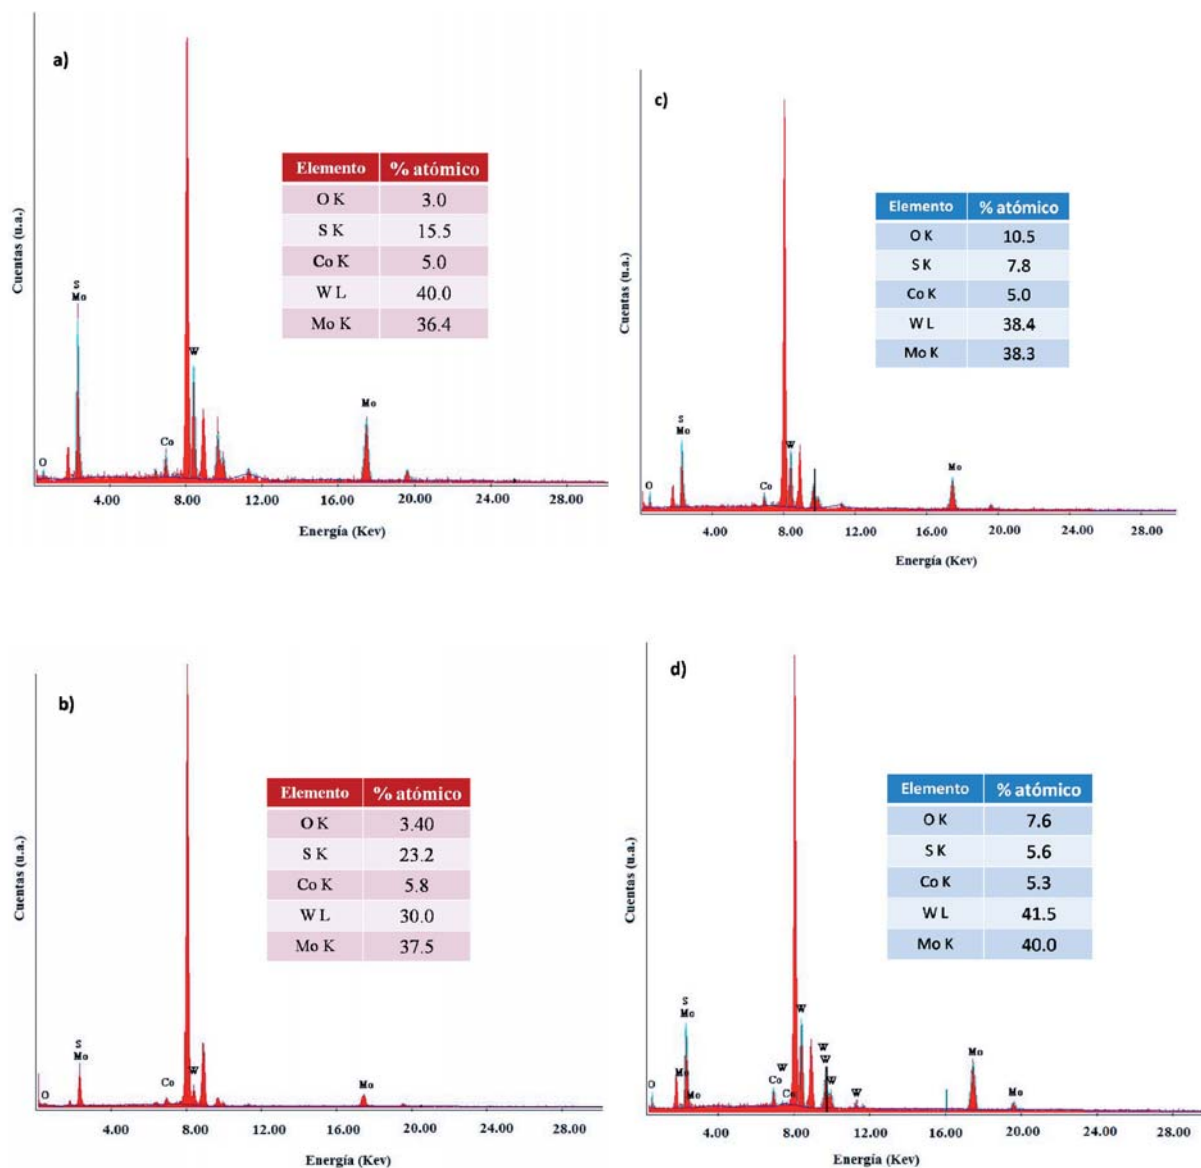 a)
Cuentas (u.a.)
Elemento % atómico
O K 3.0
S K 15.5
Co K 5.0
W L 40.0
Mo K 36.4
S
Mo
W
Co
Mo
O
4.00 8.00 12.00 16.00 20.00 24.00 28.00
Energía (Kev)
c)
Cuentas (u.a.)
Elemento % atómico
O K 10.5
S K 7.8
Co K 5.0
W L 38.4
Mo K 38.3
S
Mo
W
O
Co
Mo
4.00 8.00 12.00 16.00 20.00 24.00 28.00
Energía (Kev)
b)
Cuentas (u.a.)
Elemento % atómico
O K 3.40
S K 23.2
Co K 5.8
W L 30.0
Mo K 37.5
S
Mo
Co W
Mo
O
4.00 8.00 12.00 16.00 20.00 24.00 28.00
Energía (Kev)
d)
Cuentas (u.a.)
Elemento % atómico
O K 7.6
S K 5.6
Co K 5.3
W L 41.5
Mo K 40.0
S
Mo
W
W
W W
Mo
O Mo Co W
Mo Co W Mo
4.00 8.00 12.00 16.00 20.00 24.00 28.00
Energía (Kev)